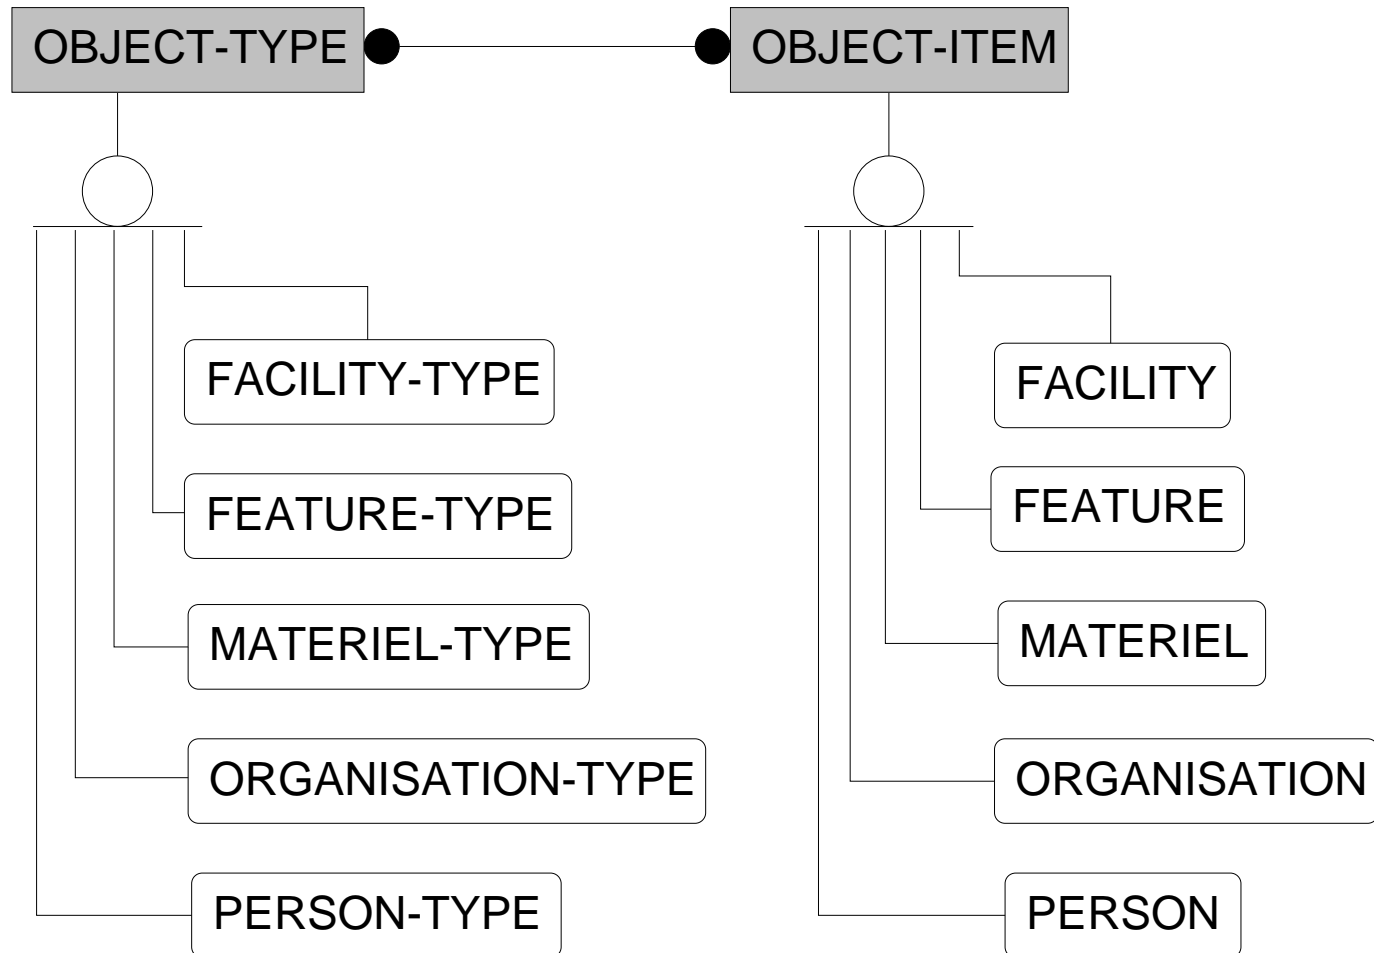 OBJECT-TYPE
OBJECT-ITEM
FACILITY-TYPE
FACILITY
FEATURE-TYPE
FEATURE
MATERIEL-TYPE
MATERIEL
ORGANISATION-TYPE
ORGANISATION
PERSON-TYPE
PERSON